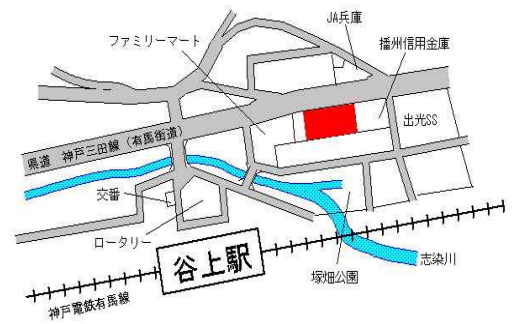 JA兵庫
ファミリーマート
播州信用金庫
出光SS
県道 神戸三田線（有馬街道）
交番
ロータリー
谷上駅
塚畑公園
志染川
神戸電鉄有馬線